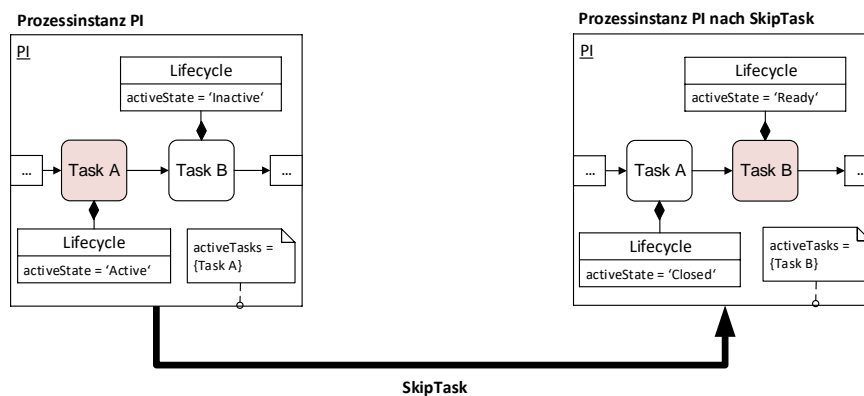 Prozessinstanz PI
PI
Lifecycle
activeState = ‘Inactive‘
...
Task A
Task B
...
Lifecycle
activeState = ‘Active‘
activeTasks =
{Task A}
Prozessinstanz PI nach SkipTask
PI
Lifecycle
activeState = ‘Ready‘
...
Task A
Task B
...
Lifecycle
activeState = ‘Closed‘
activeTasks =
{Task B}
SkipTask